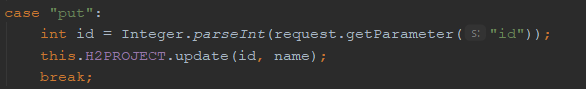 case "put":
int id = Integer.parseInt(request.getParameter( s: "id"));
this.H2PROJECT.update(id, name);
break;